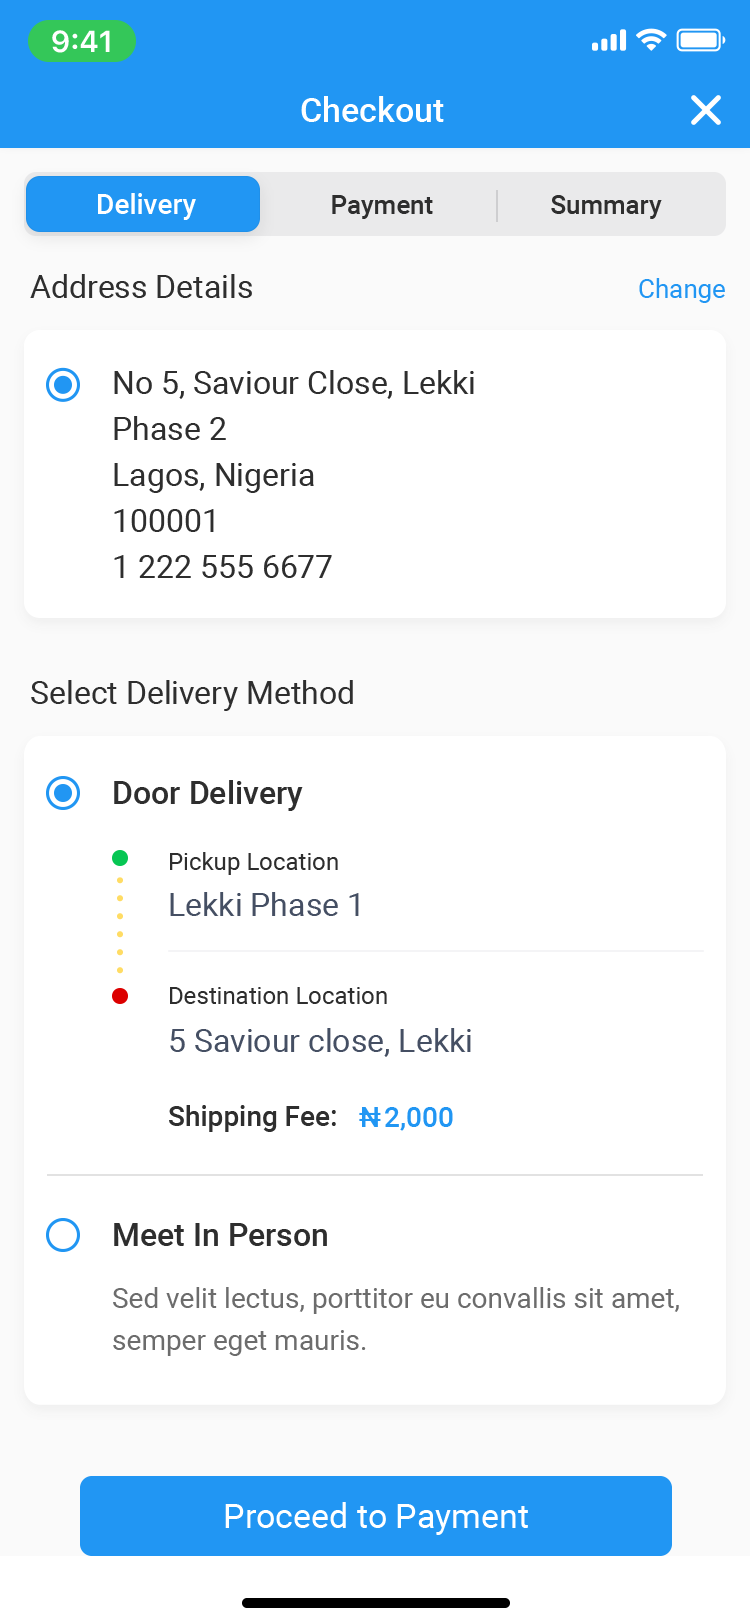 9:41
Checkout
Delivery
Payment
Summary
Address Details
Change
No 5, Saviour Close, Lekki
Phase 2
Lagos, Nigeria
100001
1 222 555 6677
Select Delivery Method
Door Delivery
Pickup Location
Lekki Phase 1
Destination Location
5 Saviour close, Lekki
Shipping Fee: ₦2,000
Meet In Person
Sed velit lectus, porttitor eu convallis sit amet,
semper eget mauris.
Proceed to Payment